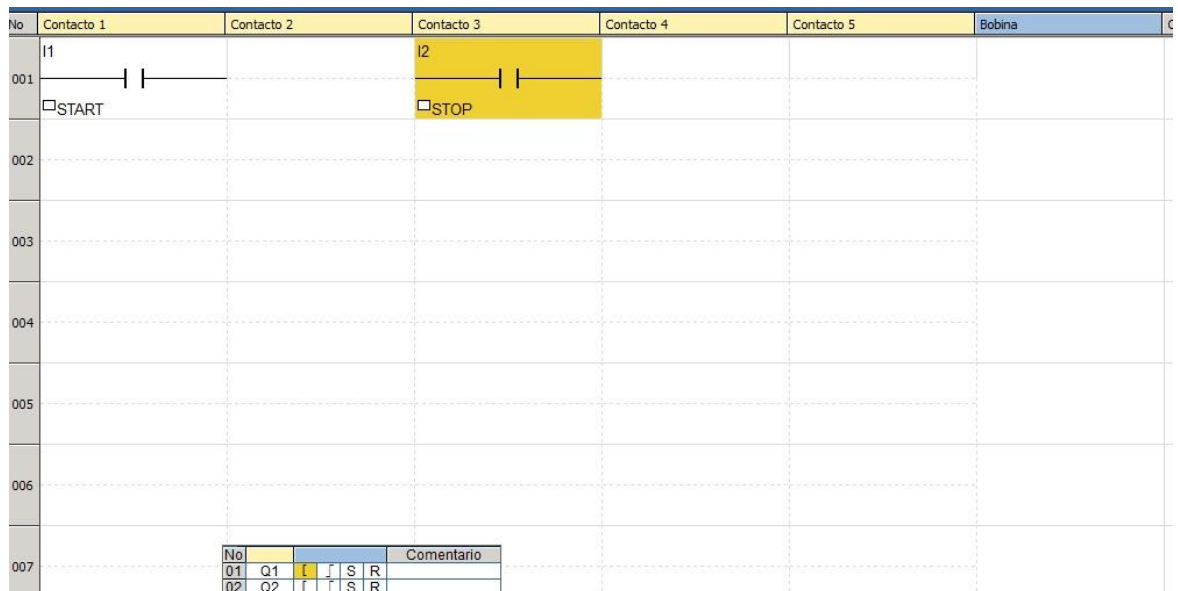 No Contacto 1 Contacto 2 Contacto 3 Contacto 4 Contacto 5 Bobina
I1 I2
001
START STOP
002
003
004
005
006
No Comentario
007
01 Q1 [ ∫ S R
02 Q2 [ ∫ S R